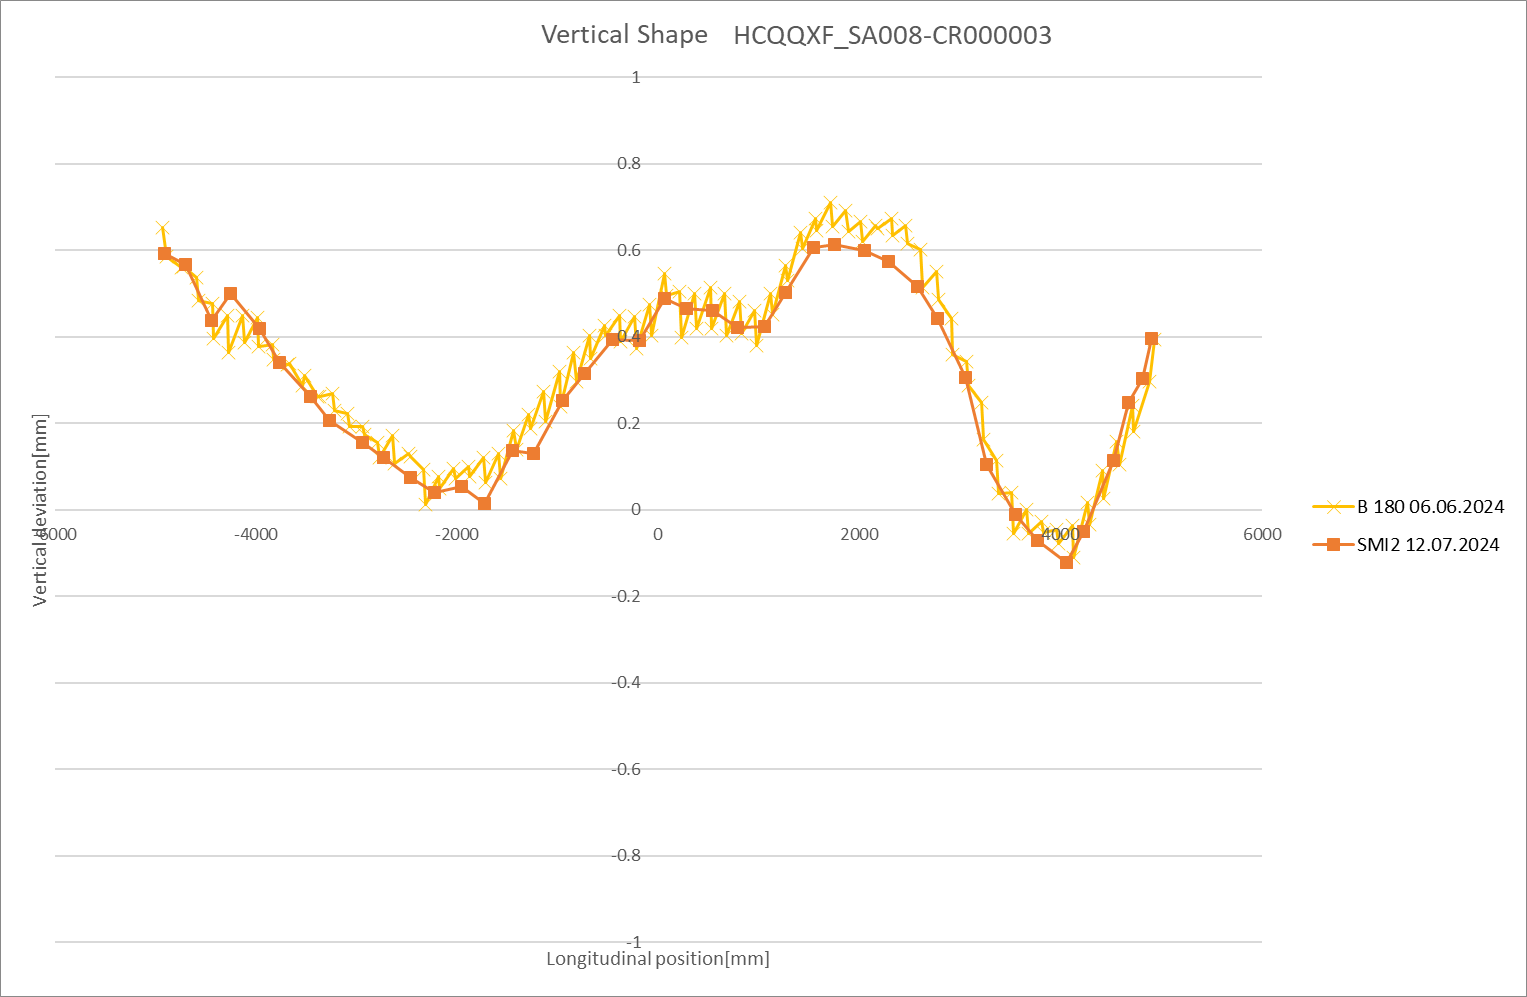 Vertical Shape HCQQXF_SA008-CR000003
1
0.8
0.6
0.4
0.2
0
-0.2
-0.4
-0.6
-0.8
-1
-6000 -4000 -2000 0 2000 4000 6000
Vertical deviation[mm]
Longitudinal position[mm]
B 180 06.06.2024
SMI2 12.07.2024